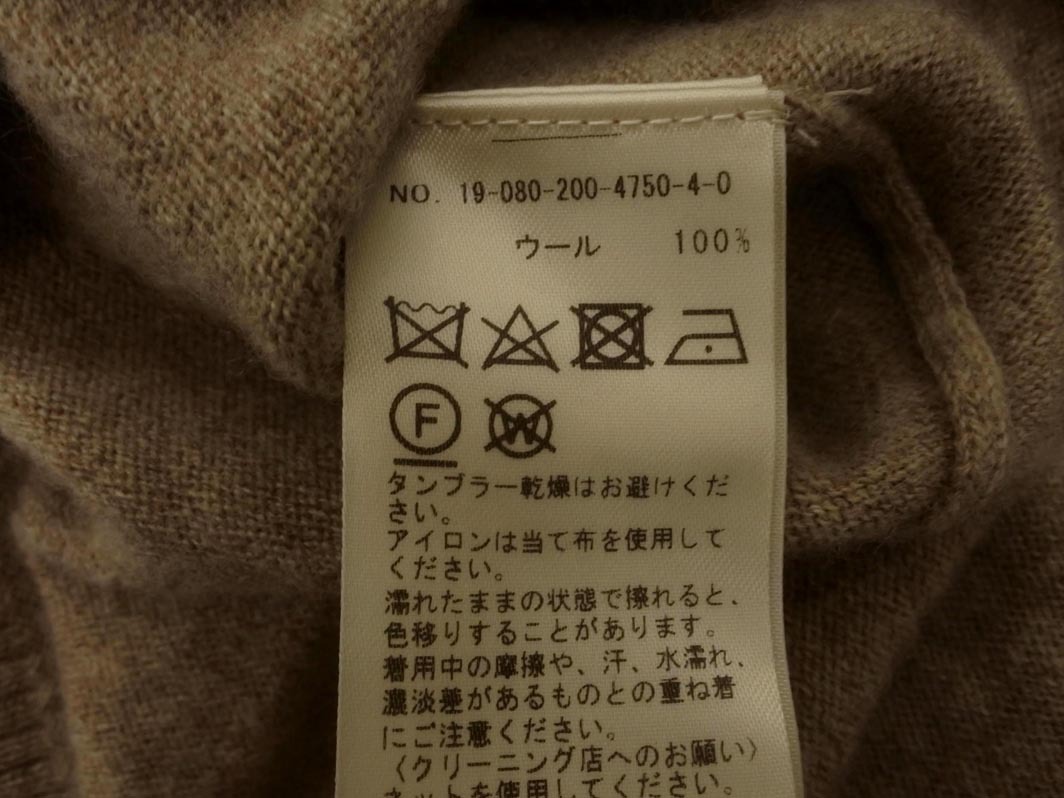 NO. 19-080-200-4750-4-0
ウール 100%
F W
タンブラー乾燥はお避けくだ
さい。
アイロンは当て布を使用して
ください。
濡れたままの状態で擦れると、
色移りすることがあります。
着用中の摩擦や、汗、水濡れ、
濃淡差があるものとの重ね着
にご注意ください。
〈クリーニング店へのお願い〉
ネットを使用してください。